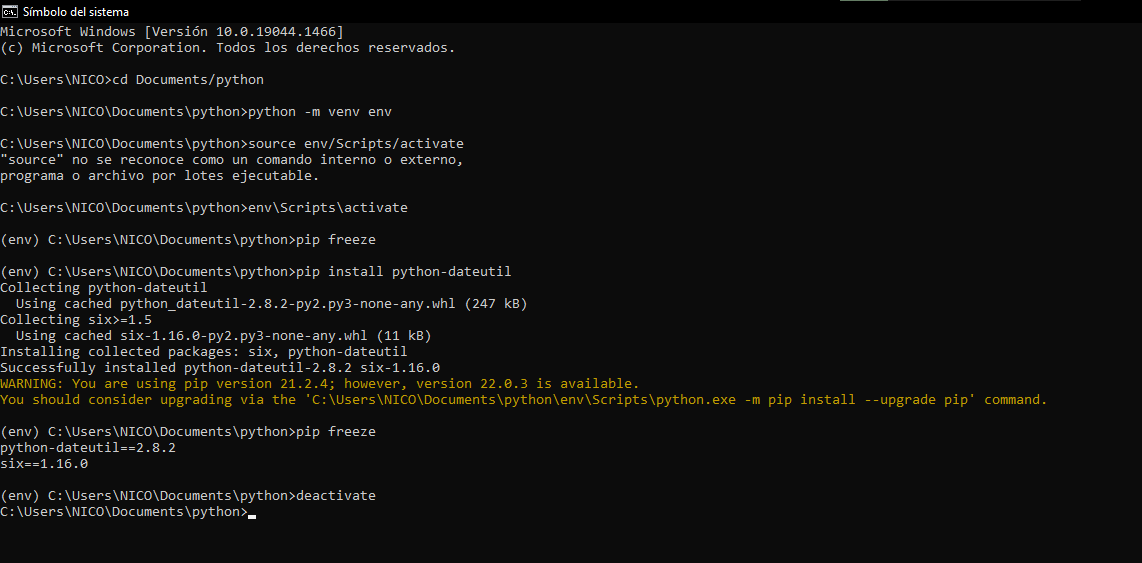 Símbolo del sistema
Microsoft Windows [Versión 10.0.19044.1466]
(c) Microsoft Corporation. Todos los derechos reservados.
C:\Users\NICO>cd Documents/python
C:\Users\NICO\Documents\python>python -m venv env
C:\Users\NICO\Documents\python>source env/Scripts/activate
"source" no se reconoce como un comando interno o externo,
programa o archivo por lotes ejecutable.
C:\Users\NICO\Documents\python>env\Scripts\activate
(env) C:\Users\NICO\Documents\python>pip freeze
(env) C:\Users\NICO\Documents\python>pip install python-dateutil
Collecting python-dateutil
  Using cached python_dateutil-2.8.2-py2.py3-none-any.whl (247 kB)
Collecting six>=1.5
  Using cached six-1.16.0-py2.py3-none-any.whl (11 kB)
Installing collected packages: six, python-dateutil
Successfully installed python-dateutil-2.8.2 six-1.16.0
WARNING: You are using pip version 21.2.4; however, version 22.0.3 is available.
You should consider upgrading via the 'C:\Users\NICO\Documents\python\env\Scripts\python.exe -m pip install --upgrade pip' command.
(env) C:\Users\NICO\Documents\python>pip freeze
python-dateutil==2.8.2
six==1.16.0
(env) C:\Users\NICO\Documents\python>deactivate
C:\Users\NICO\Documents\python>